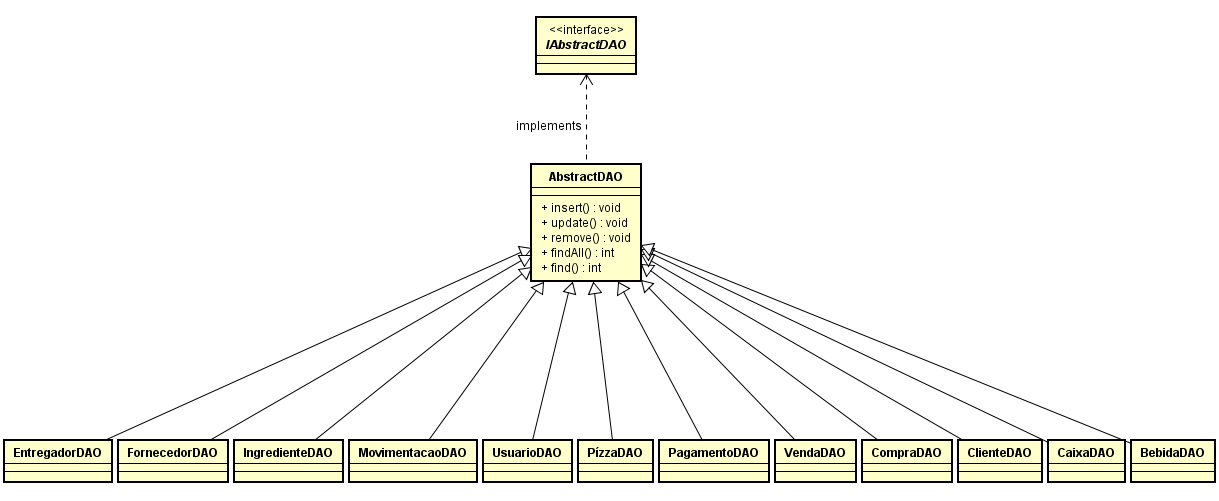 <<interface>>
IAbstractDAO
implements
AbstractDAO
+ insert() : void
+ update() : void
+ remove() : void
+ findAll() : int
+ find() : int
EntregadorDAO
FornecedorDAO
IngredienteDAO
MovimentacaoDAO
UsuarioDAO
PízzaDAO
PagamentoDAO
VendaDAO
CompraDAO
ClienteDAO
CaixaDAO
BebidaDAO